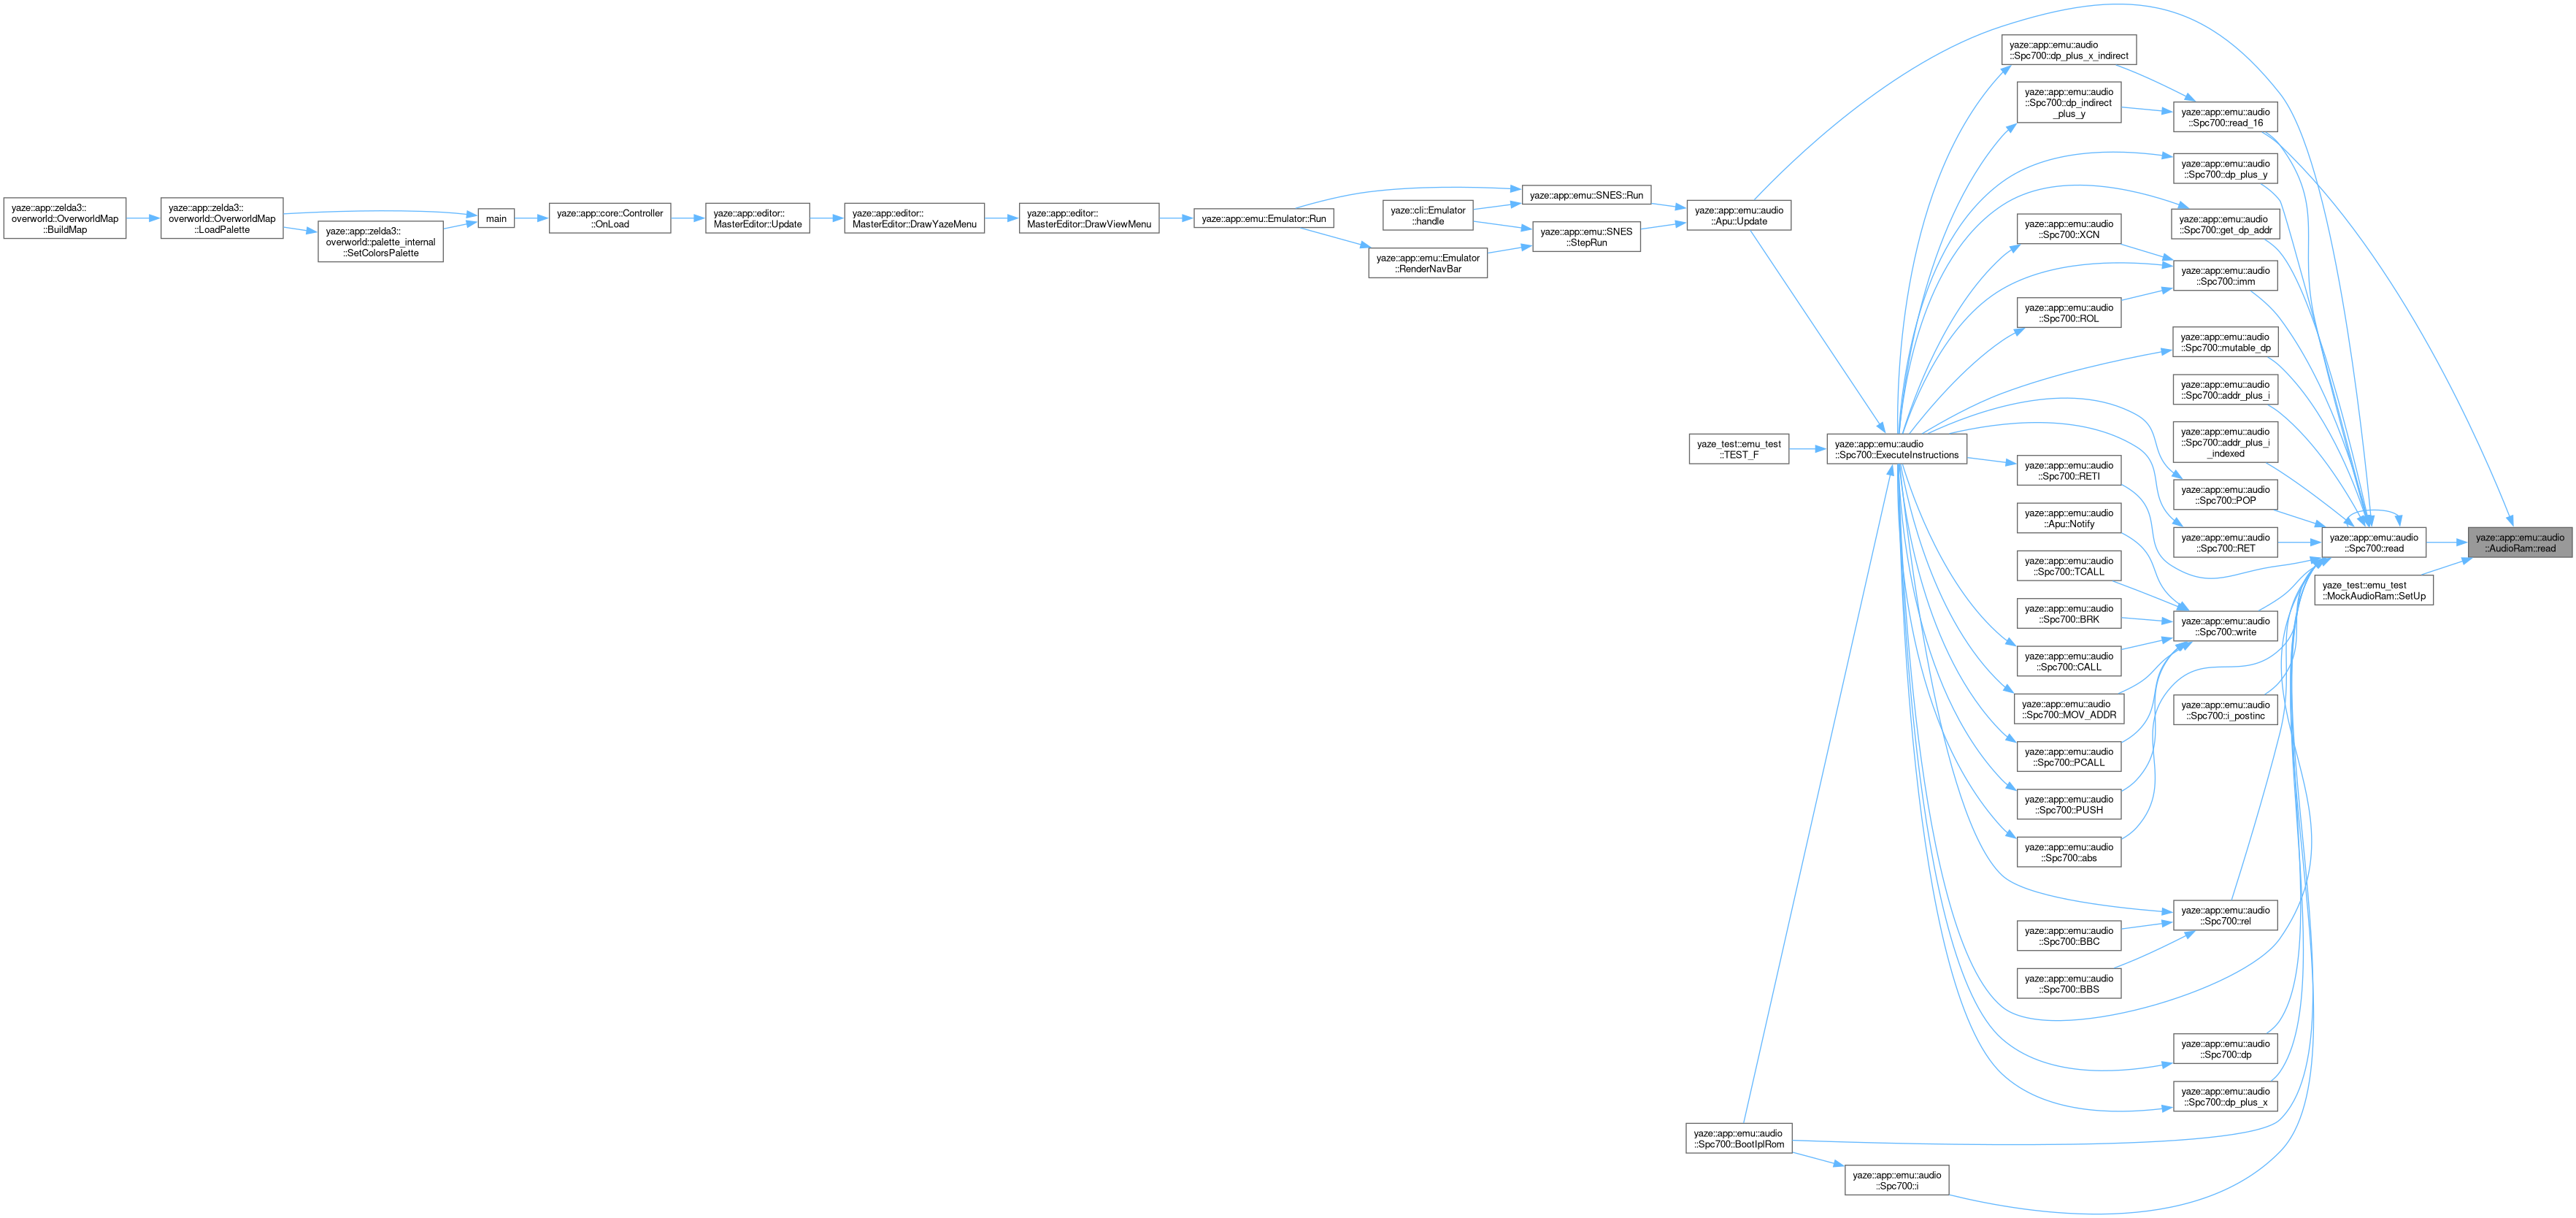 yaze::app::zelda3::
overworld::OverworldMap
::BuildMap
yaze::app::zelda3::
overworld::OverworldMap
::LoadPalette
yaze::app::zelda3::
overworld::palette_internal
::SetColorsPalette
main
yaze::app::core::Controller
::OnLoad
yaze::app::editor::
MasterEditor::Update
yaze::app::editor::
MasterEditor::DrawYazeMenu
yaze::app::editor::
MasterEditor::DrawViewMenu
yaze::app::emu::Emulator::Run
yaze::cli::Emulator
::handle
yaze::app::emu::Emulator
::RenderNavBar
yaze::app::emu::SNES::Run
yaze::app::emu::SNES
::StepRun
yaze::app::emu::audio
::Apu::Update
yaze_test::emu_test
::TEST_F
yaze::app::emu::audio
::Spc700::ExecuteInstructions
yaze::app::emu::audio
::Spc700::BootIplRom
yaze::app::emu::audio
::Spc700::i
yaze::app::emu::audio
::Spc700::dp_plus_x_indirect
yaze::app::emu::audio
::Spc700::dp_indirect
_plus_y
yaze::app::emu::audio
::Spc700::XCN
yaze::app::emu::audio
::Spc700::ROL
yaze::app::emu::audio
::Spc700::RETI
yaze::app::emu::audio
::Apu::Notify
yaze::app::emu::audio
::Spc700::TCALL
yaze::app::emu::audio
::Spc700::BRK
yaze::app::emu::audio
::Spc700::CALL
yaze::app::emu::audio
::Spc700::MOV_ADDR
yaze::app::emu::audio
::Spc700::PCALL
yaze::app::emu::audio
::Spc700::PUSH
yaze::app::emu::audio
::Spc700::abs
yaze::app::emu::audio
::Spc700::BBC
yaze::app::emu::audio
::Spc700::BBS
yaze::app::emu::audio
::Spc700::read_16
yaze::app::emu::audio
::Spc700::dp_plus_y
yaze::app::emu::audio
::Spc700::get_dp_addr
yaze::app::emu::audio
::Spc700::imm
yaze::app::emu::audio
::Spc700::mutable_dp
yaze::app::emu::audio
::Spc700::addr_plus_i
yaze::app::emu::audio
::Spc700::addr_plus_i
_indexed
yaze::app::emu::audio
::Spc700::POP
yaze::app::emu::audio
::Spc700::RET
yaze::app::emu::audio
::Spc700::write
yaze::app::emu::audio
::Spc700::i_postinc
yaze::app::emu::audio
::Spc700::rel
yaze::app::emu::audio
::Spc700::dp
yaze::app::emu::audio
::Spc700::dp_plus_x
yaze::app::emu::audio
::Spc700::read
yaze_test::emu_test
::MockAudioRam::SetUp
yaze::app::emu::audio
::AudioRam::read